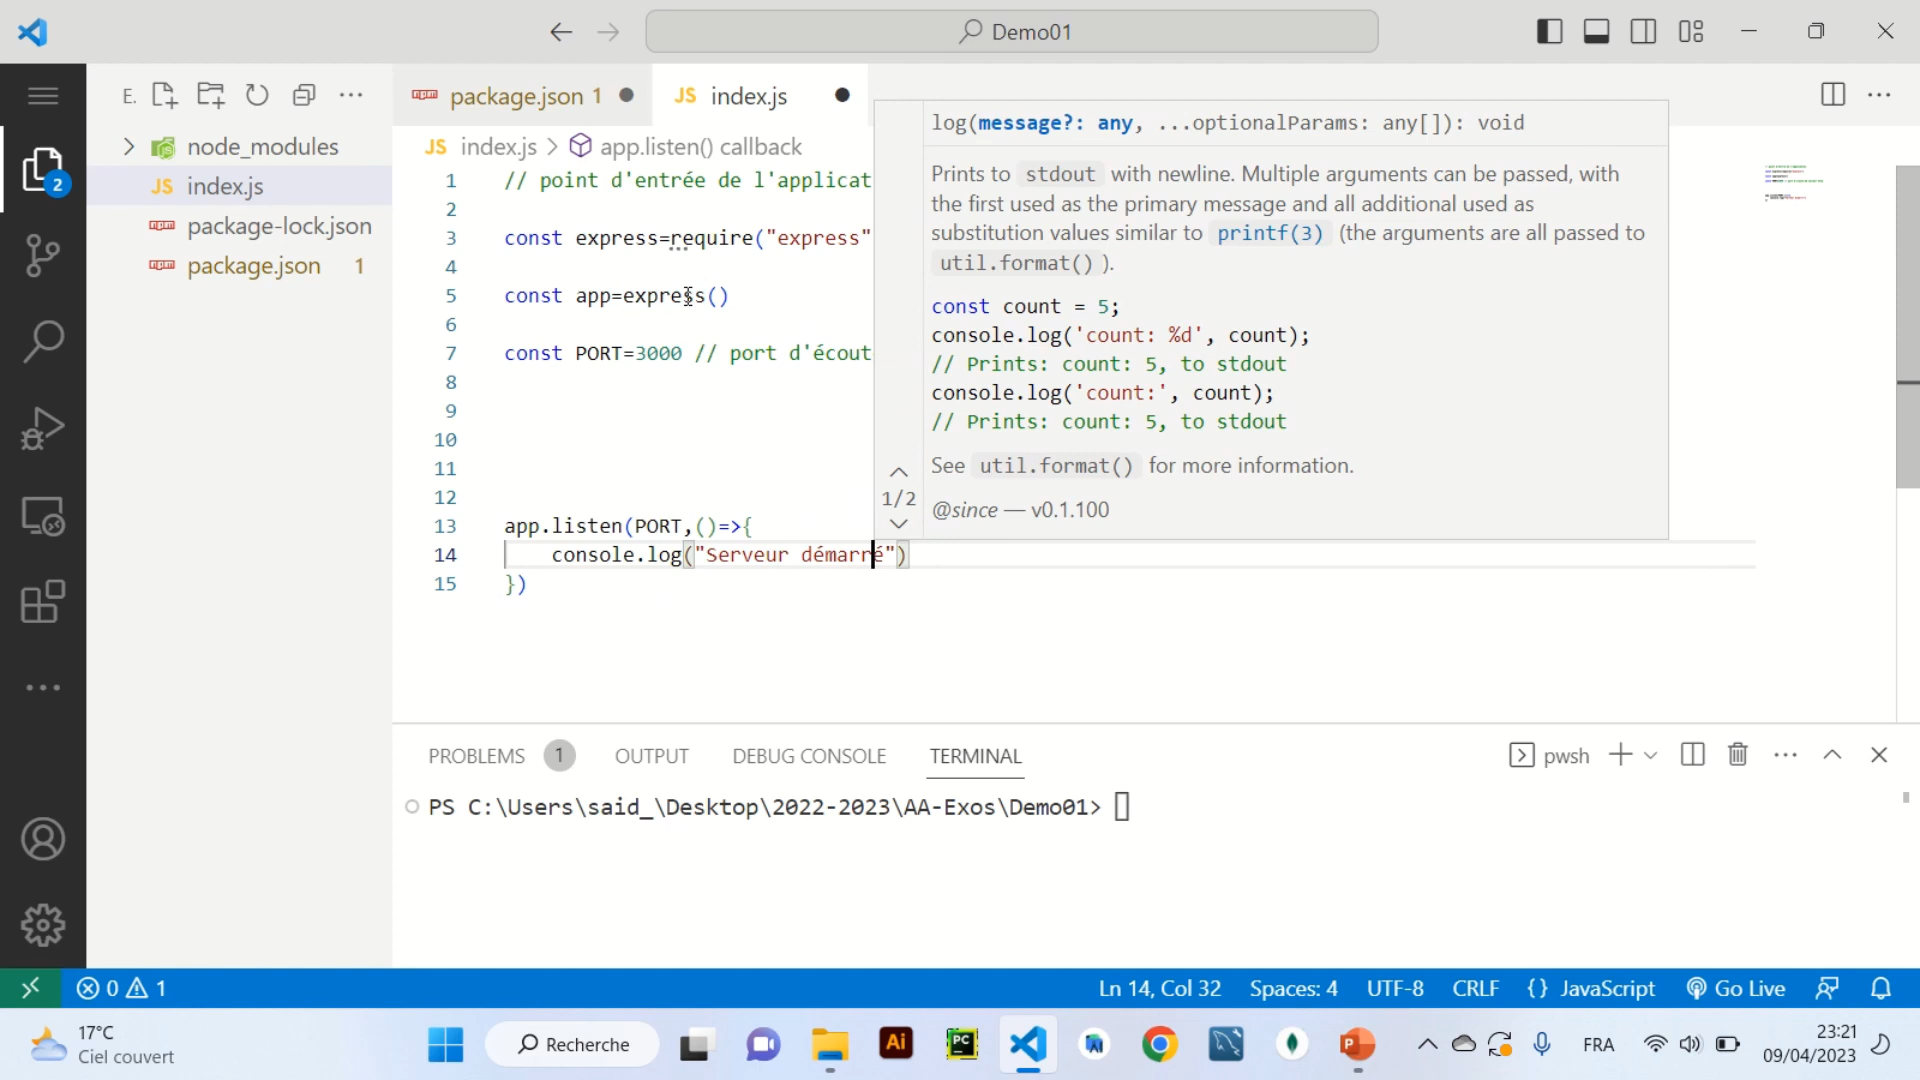 Demo01
E.
package.json 1
JS index.js
node_modules
JS index.js
package-lock.json
package.json 1
2
JS index.js > app.listen() callback
1 // point d'entrée de l'applicat
2
3 const express=require("express"
4
5 const app=express()
6
7 const PORT=3000 // port d'écout
8
9
10
11
12
13 app.listen(PORT,()=>{
14 console.log("Serveur démarré")
15 })
log(message?: any, ...optionalParams: any[]): void
Prints to stdout with newline. Multiple arguments can be passed, with
the first used as the primary message and all additional used as
substitution values similar to printf(3) (the arguments are all passed to
util.format() ).
const count = 5;
console.log('count: %d', count);
// Prints: count: 5, to stdout
console.log('count:', count);
// Prints: count: 5, to stdout
See util.format() for more information.
1/2
@since — v0.1.100
PROBLEMS 1 OUTPUT DEBUG CONSOLE TERMINAL
pwsh
PS C:\Users\said_\Desktop\2022-2023\AA-Exos\Demo01>
0 1
Ln 14, Col 32 Spaces: 4 UTF-8 CRLF {} JavaScript Go Live
17°C
Ciel couvert
Recherche
Ai
PC
P
FRA
23:21
09/04/2023